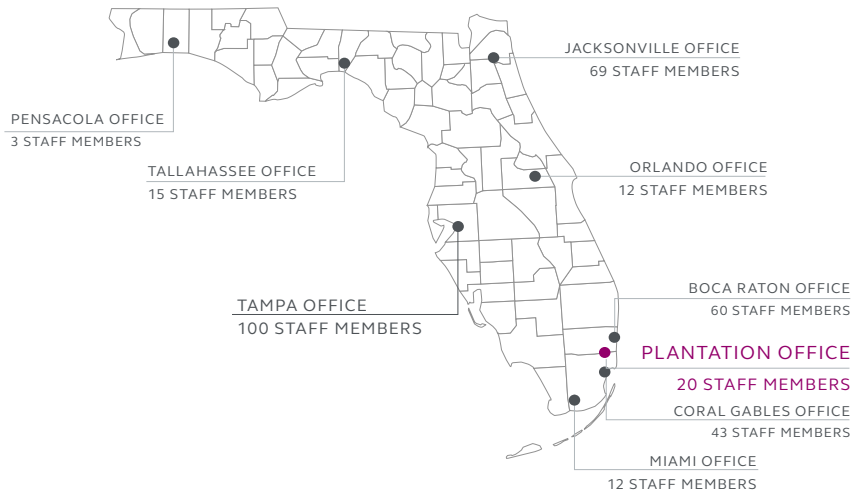 JACKSONVILLE OFFICE
69 STAFF MEMBERS
PENSACOLA OFFICE
3 STAFF MEMBERS
TALLAHASSEE OFFICE
15 STAFF MEMBERS
ORLANDO OFFICE
12 STAFF MEMBERS
TAMPA OFFICE
100 STAFF MEMBERS
BOCA RATON OFFICE
60 STAFF MEMBERS
PLANTATION OFFICE
20 STAFF MEMBERS
CORAL GABLES OFFICE
43 STAFF MEMBERS
MIAMI OFFICE
12 STAFF MEMBERS